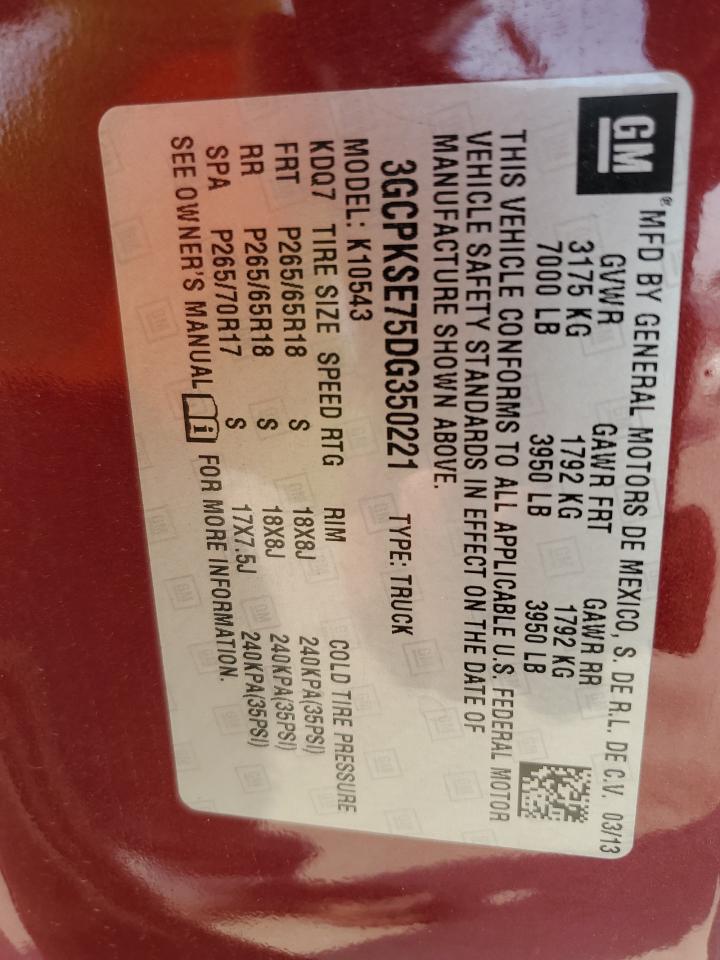 GM
®MFD BY GENERAL MOTORS DE MEXICO, S. DE R.L. DE C.V. 03/13
GVWR GAWR FRT GAWR RR
3175 KG 1792 KG 1792 KG
7000 LB 3950 LB 3950 LB
THIS VEHICLE CONFORMS TO ALL APPLICABLE U.S. FEDERAL MOTOR
VEHICLE SAFETY STANDARDS IN EFFECT ON THE DATE OF
MANUFACTURE SHOWN ABOVE.
3GCPKSE75DG350221 TYPE: TRUCK
MODEL: K10543
KDQ7 TIRE SIZE SPEED RTG RIM COLD TIRE PRESSURE
FRT P265/65R18 S 18X8J 240KPA(35PSI)
RR P265/65R18 S 18X8J 240KPA(35PSI)
SPA P265/70R17 S 17X7.5J 240KPA(35PSI)
SEE OWNER'S MANUAL i FOR MORE INFORMATION.